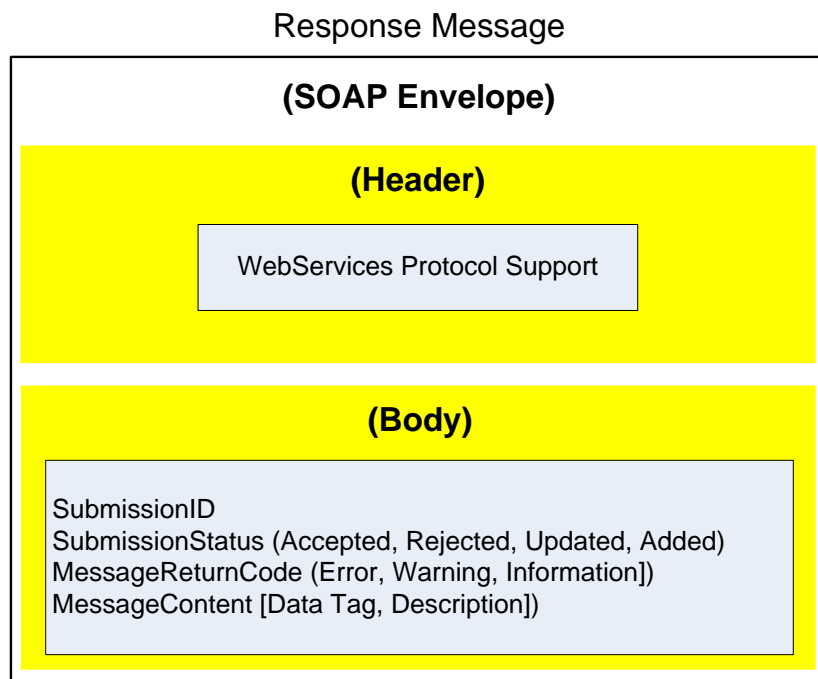 Response Message
(SOAP Envelope)
(Header)
WebServices Protocol Support
(Body)
SubmissionID
SubmissionStatus (Accepted, Rejected, Updated, Added)
MessageReturnCode (Error, Warning, Information])
MessageContent [Data Tag, Description])